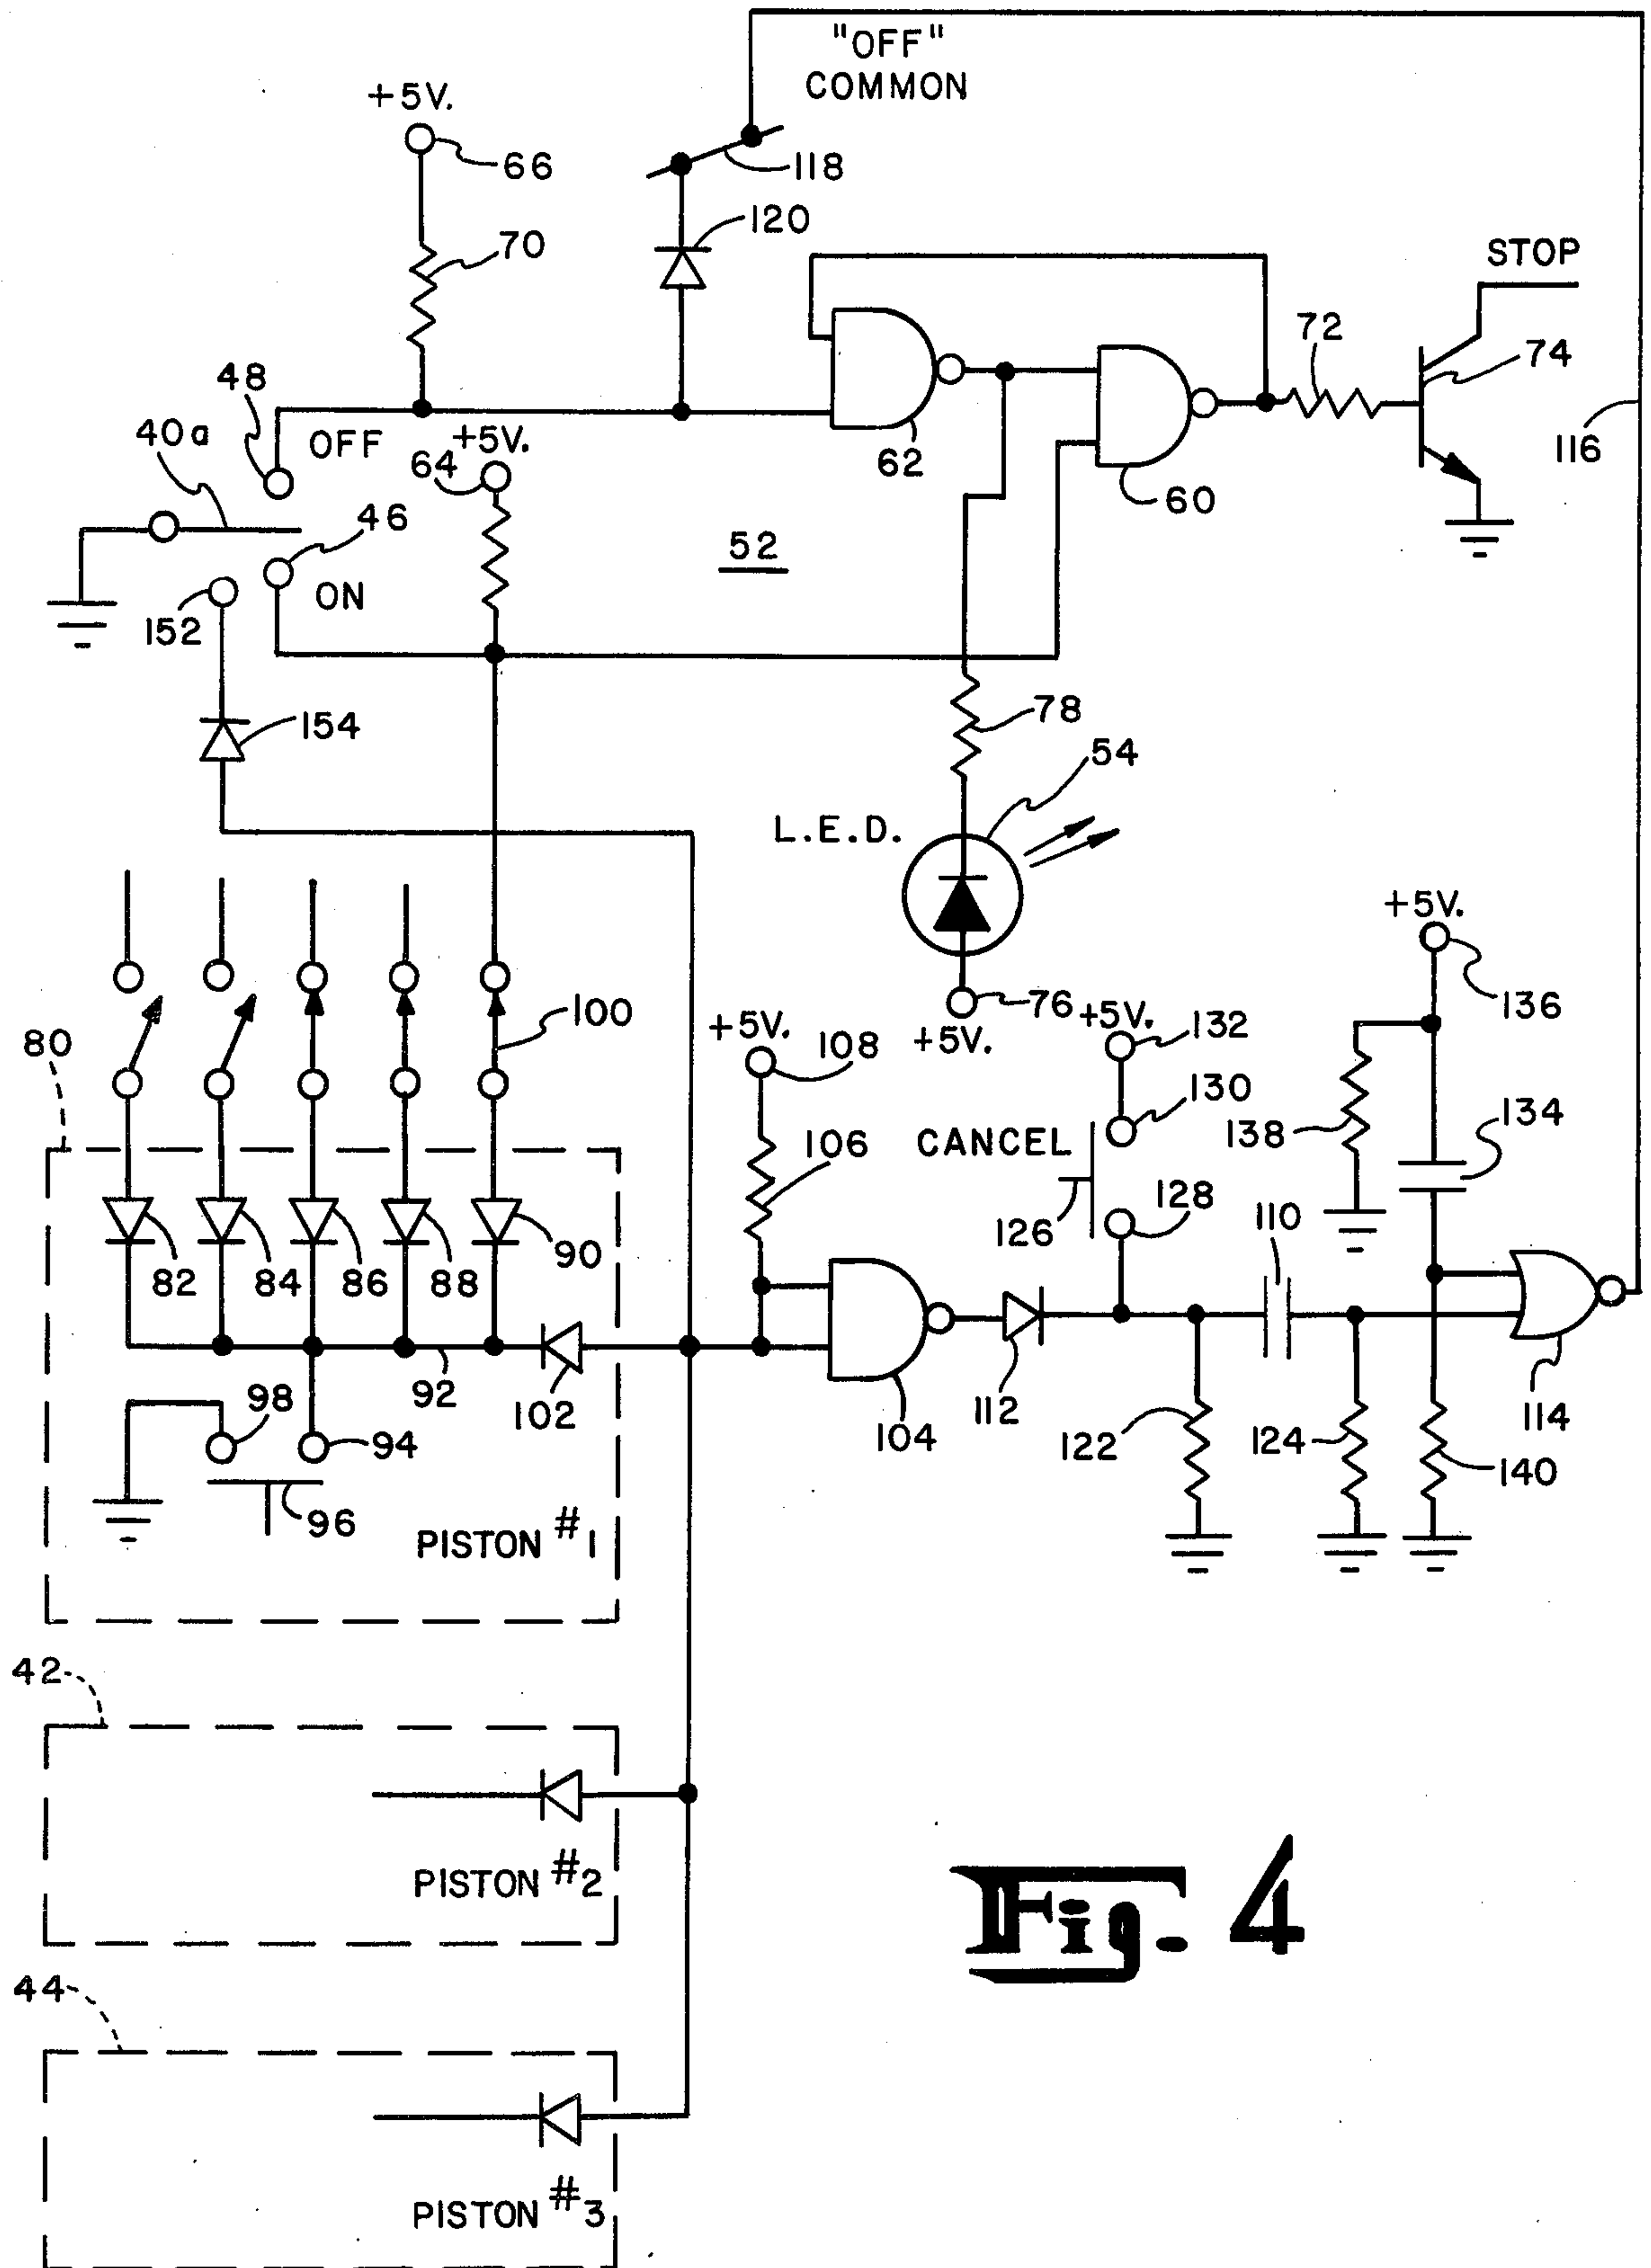 "OFF"
COMMON
+5V.
66
118
120
70
STOP
72
74
48
OFF
+5V.
40a
64
62
60
116
46
52
ON
152
78
154
54
L.E.D.
+5V.
136
76
+5V.
+5V.
132
100
+5V.
108
80
130
134
138
CANCEL
106
128
110
126
82
84
86
88
90
92
102
112
104
122
124
114
140
98
94
96
PISTON #1
42
PISTON #2
Fig. 4
44
PISTON #3